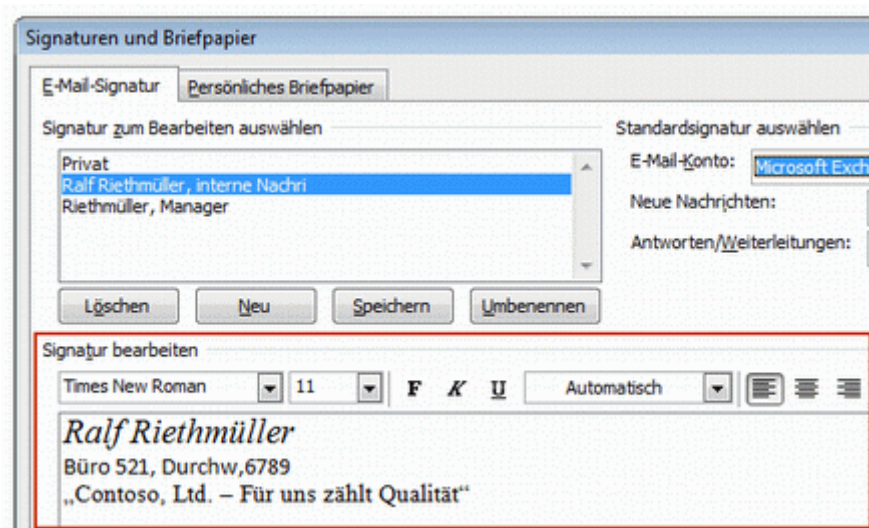 Signaturen und Briefpapier
E-Mail-Signatur Persönliches Briefpapier
Signatur zum Bearbeiten auswählen
Privat
Ralf Riethmüller, interne Nachri
Riethmüller, Manager
Löschen Neu Speichern Umbenennen
Standardsignatur auswählen
E-Mail-Konto: Microsoft Exch
Neue Nachrichten:
Antworten/Weiterleitungen:
Signatur bearbeiten
Times New Roman 11 F K U Automatisch
Ralf Riethmüller
Büro 521, Durchw,6789
„Contoso, Ltd. – Für uns zählt Qualität“